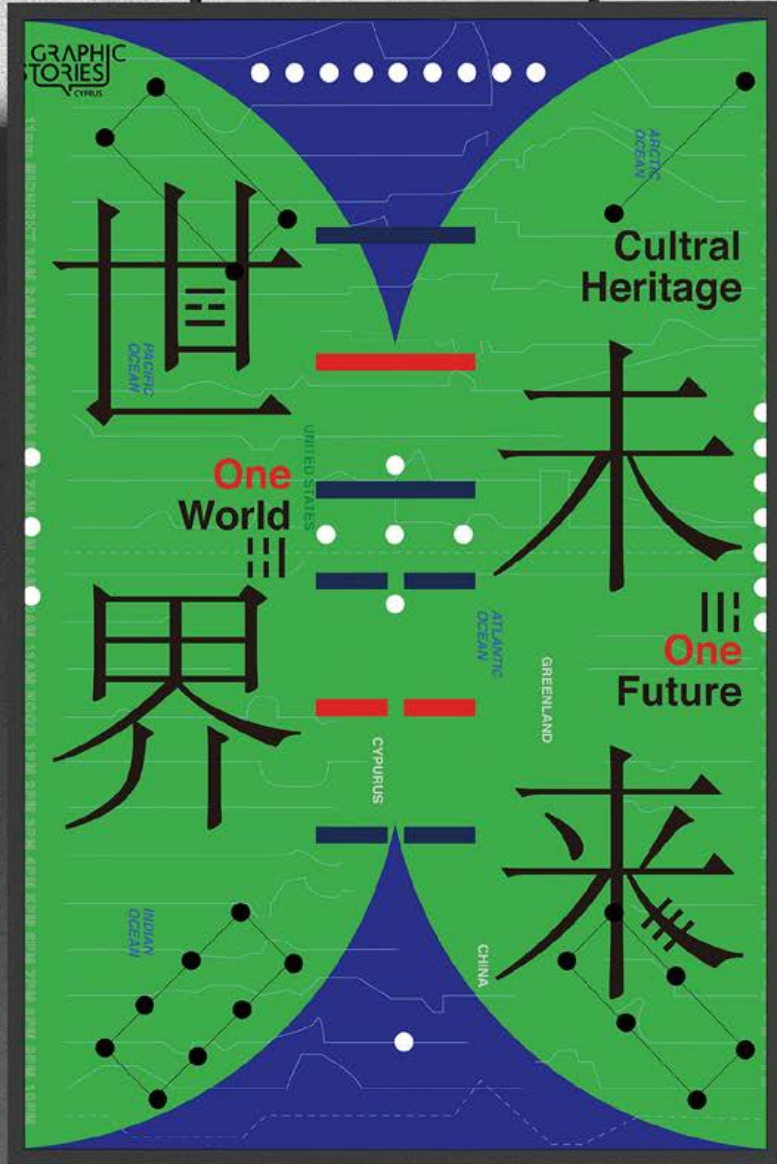 GRAPHIC
STORIES
CYPRUS
ARCTIC
OCEAN
Cultral
Heritage
世
界
未
来
PACIFIC
OCEAN
UNITED STATES
One
World
ATLANTIC
OCEAN
GREENLAND
One
Future
CYPURUS
INDIAN
OCEAN
CHINA